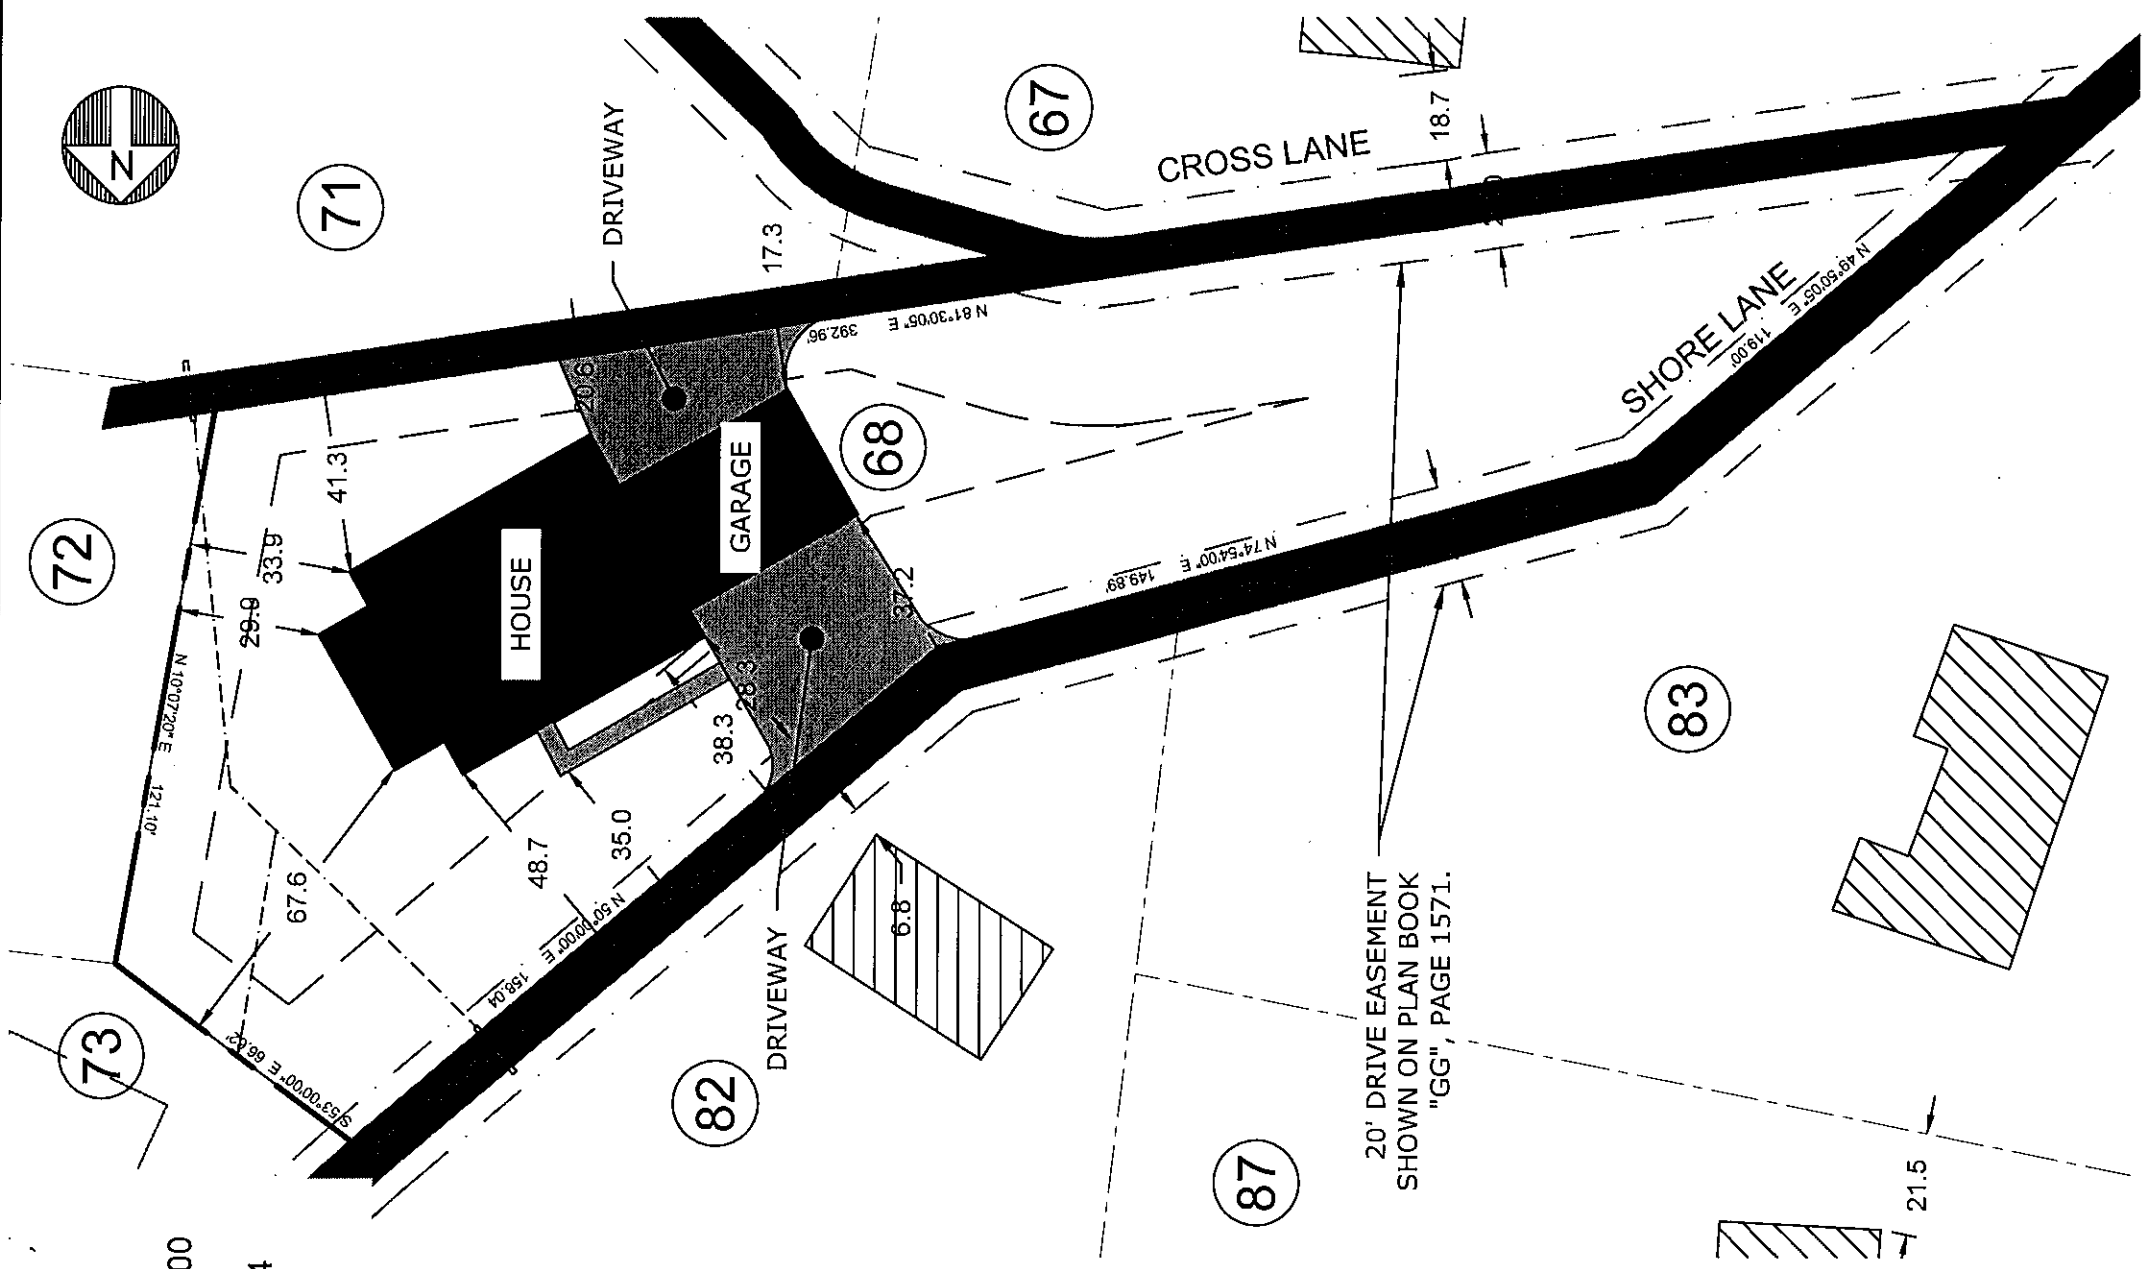 N
71
72
73
67
68
82
83
87
DRIVEWAY
17.3
CROSS LANE
18.7
20.6
41.3
33.9
29.9
HOUSE
GARAGE
37.2
28.3
38.3
35.0
48.7
67.6
6.8
DRIVEWAY
N 81°30'05" E 392.96'
SHORE LANE
N 49°50'05" E 119.00'
N 74°54'00" E 149.89'
N 10°07'20" E 121.10'
N 50°00'00" E 158.04
S 53°00'00" E 66.62'
20' DRIVE EASEMENT
SHOWN ON PLAN BOOK
"GG", PAGE 1571.
21.5
00
4